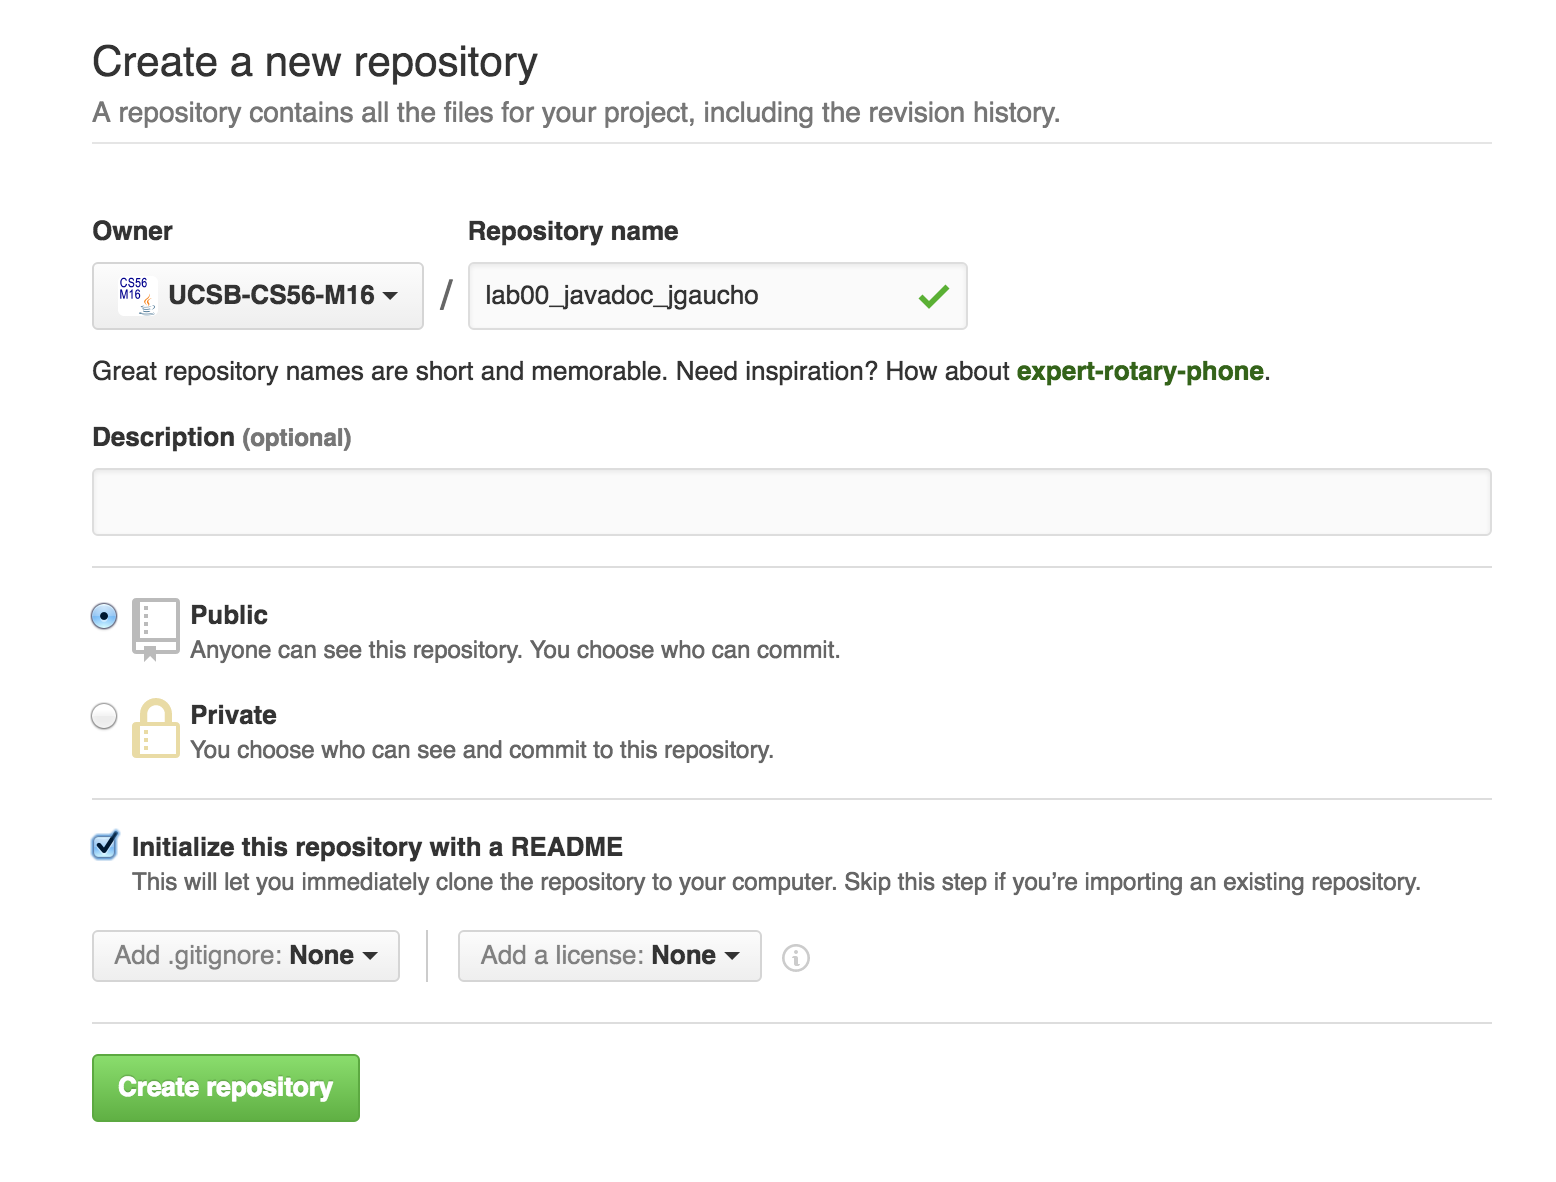 Create a new repository
A repository contains all the files for your project, including the revision history.
Owner
Repository name
CS56
M16
UCSB-CS56-M16 / lab00_javadoc_jgaucho
Great repository names are short and memorable. Need inspiration? How about expert-rotary-phone.
Description (optional)
Public
Anyone can see this repository. You choose who can commit.
Private
You choose who can see and commit to this repository.
Initialize this repository with a README
This will let you immediately clone the repository to your computer. Skip this step if you’re importing an existing repository.
Add .gitignore: None
Add a license: None
Create repository